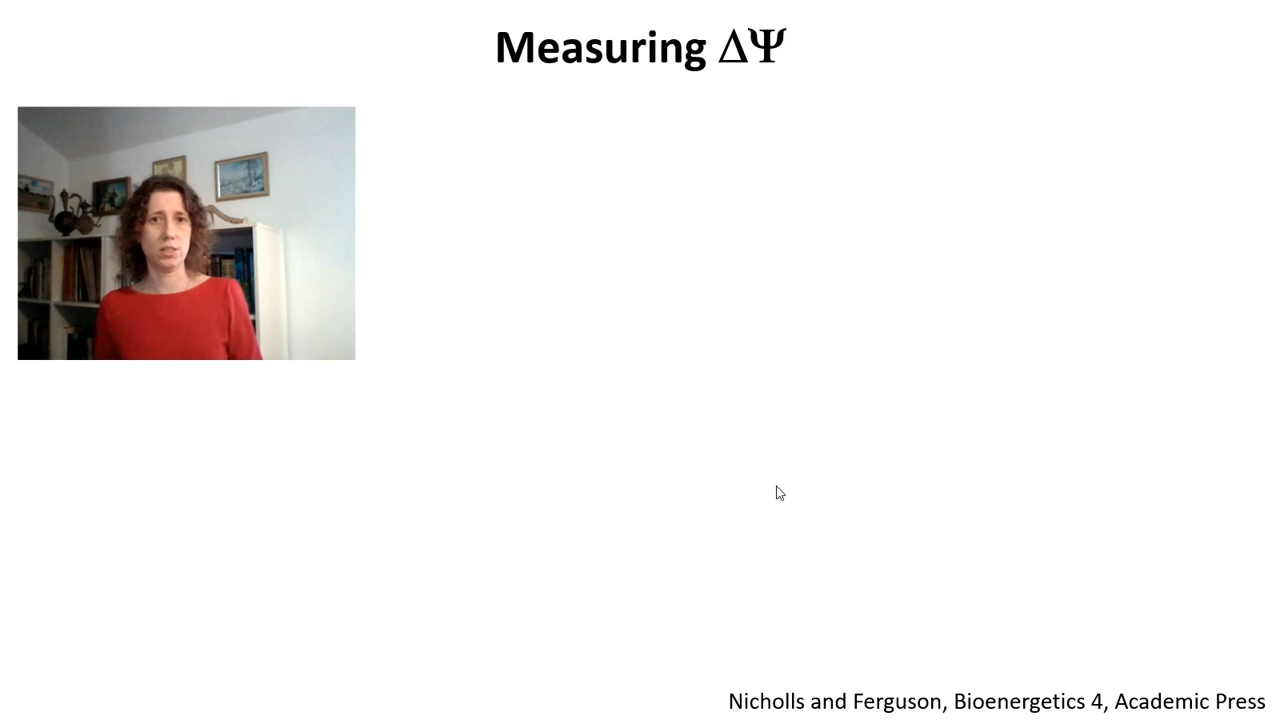 Measuring ΔΨ
Nicholls and Ferguson, Bioenergetics 4, Academic Press